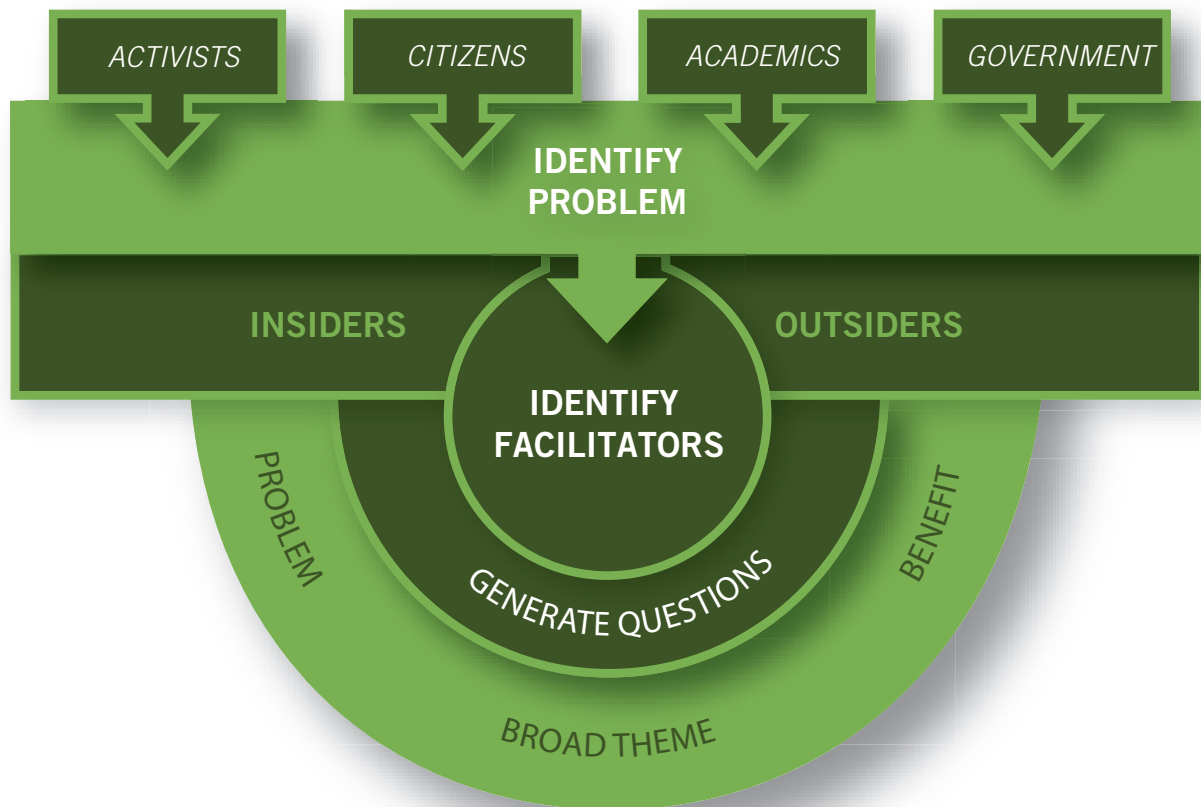 ACTIVISTS
CITIZENS
ACADEMICS
GOVERNMENT
IDENTIFY
PROBLEM
INSIDERS
OUTSIDERS
IDENTIFY
FACILITATORS
GENERATE QUESTIONS
PROBLEM
BROAD THEME
BENEFIT